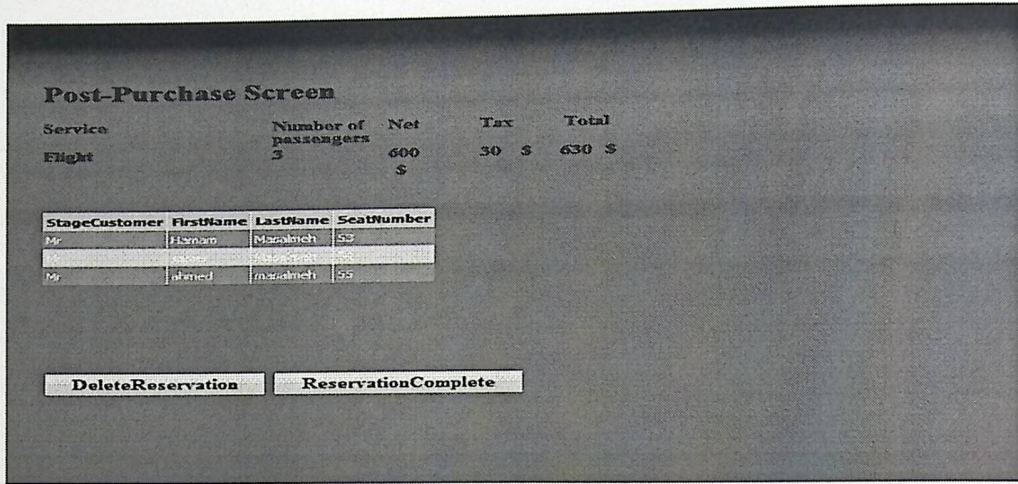 Post-Purchase Screen
Service Number of passengers Net Tax Total
Flight 3 600 $ 30 $ 630 $
StageCustomer FirstName LastName SeatNumber
Mr Hamam Masalmeh 53
Mr ahmed masalmeh 55
DeleteReservation ReservationComplete